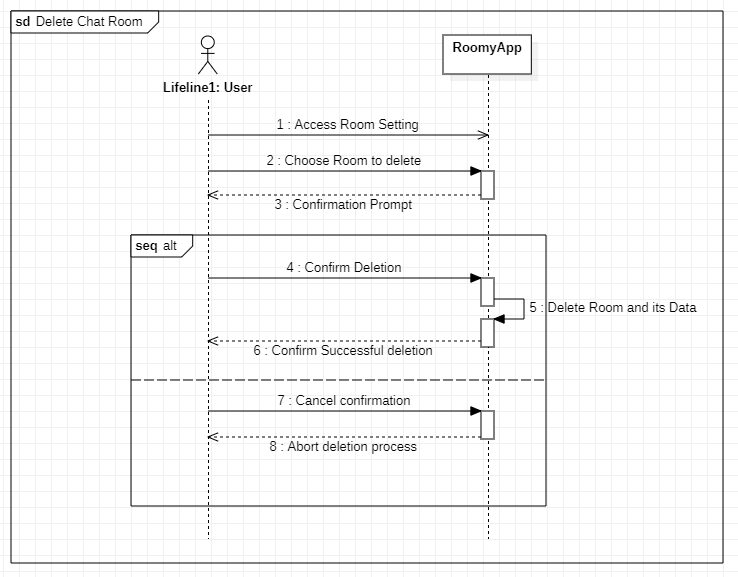 sd Delete Chat Room
RoomyApp
Lifeline1: User
1 : Access Room Setting
2 : Choose Room to delete
3 : Confirmation Prompt
seq alt
4 : Confirm Deletion
5 : Delete Room and its Data
6 : Confirm Successful deletion
7 : Cancel confirmation
8 : Abort deletion process